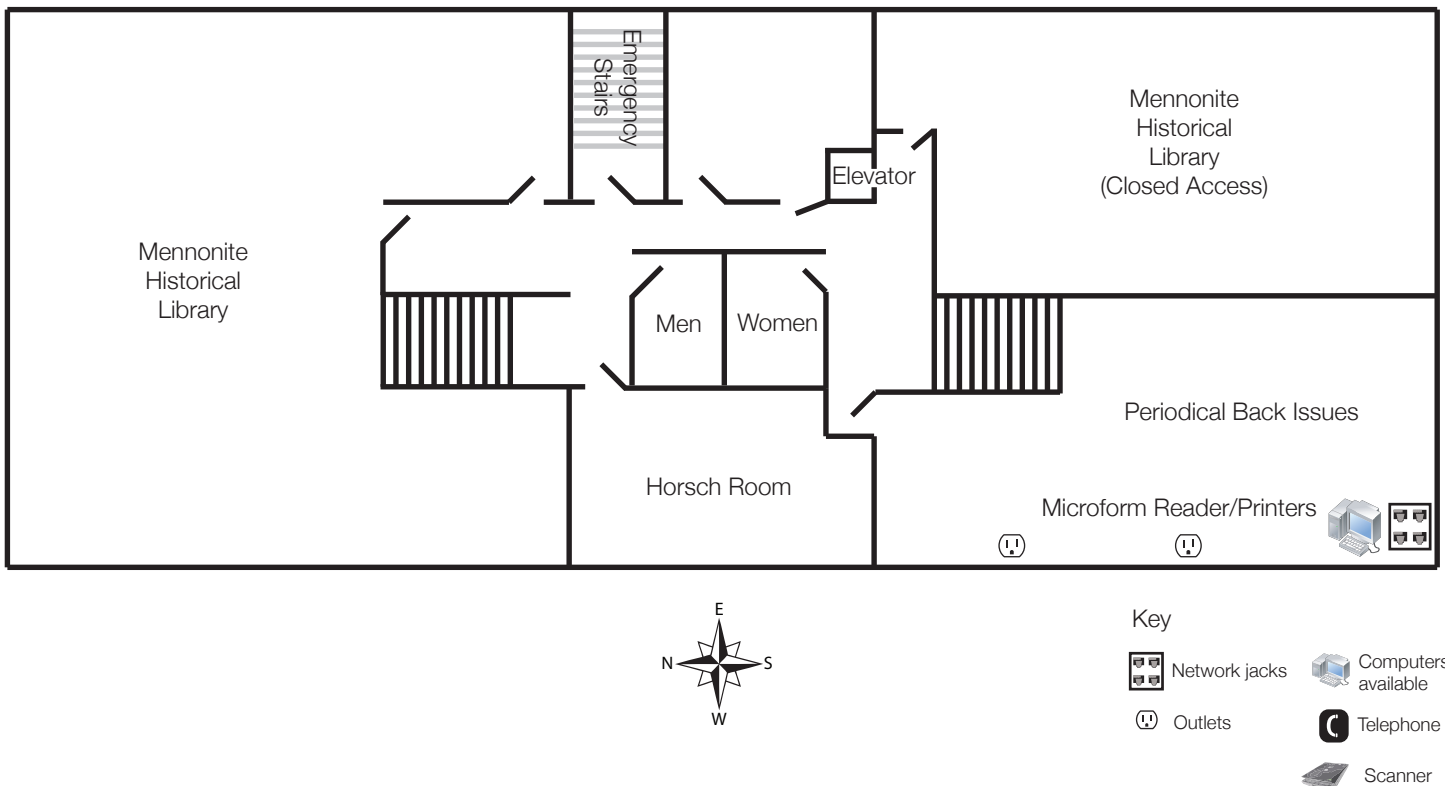 Emergency
Stairs
Mennonite
Historical
Library
(Closed Access)
Elevator
Mennonite
Historical
Library
Men
Women
Periodical Back Issues
Horsch Room
Microform Reader/Printers
E
N
S
W
Key
Network jacks
Computers
available
Outlets
Telephone
Scanner